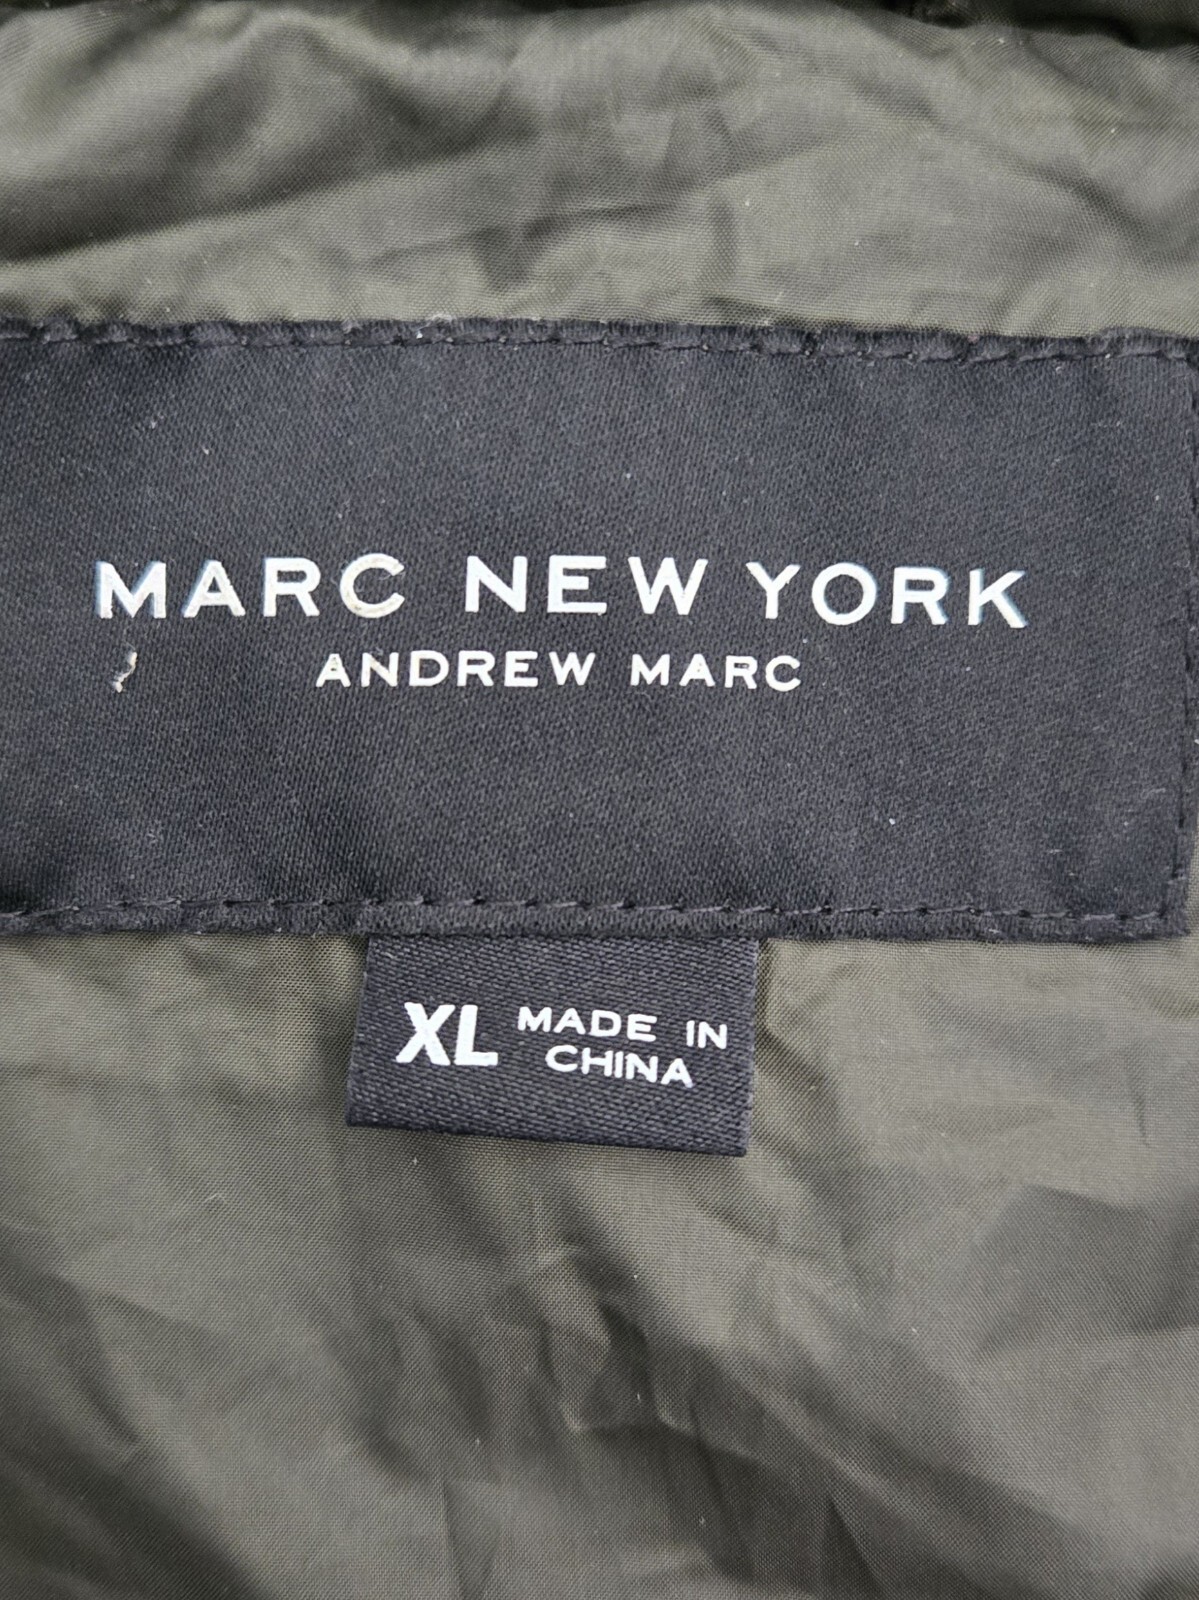 MARC NEW YORK
ANDREW MARC
XL MADE IN
CHINA